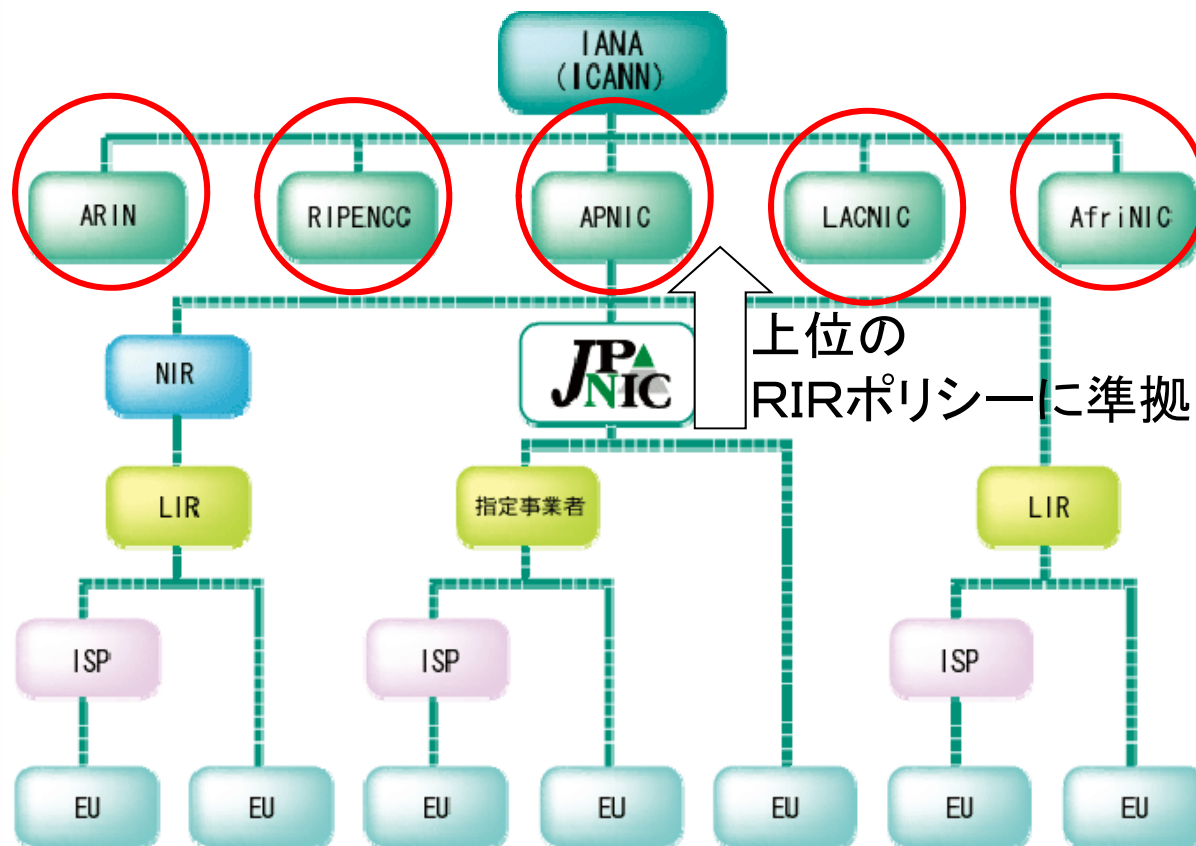 IANA
(ICANN)
ARIN
RIPENCC
APNIC
LACNIC
AfriNIC
NIR
JPNIC
上位の
RIRポリシーに準拠
LIR
指定事業者
LIR
ISP
ISP
ISP
EU
EU
EU
EU
EU
EU
EU